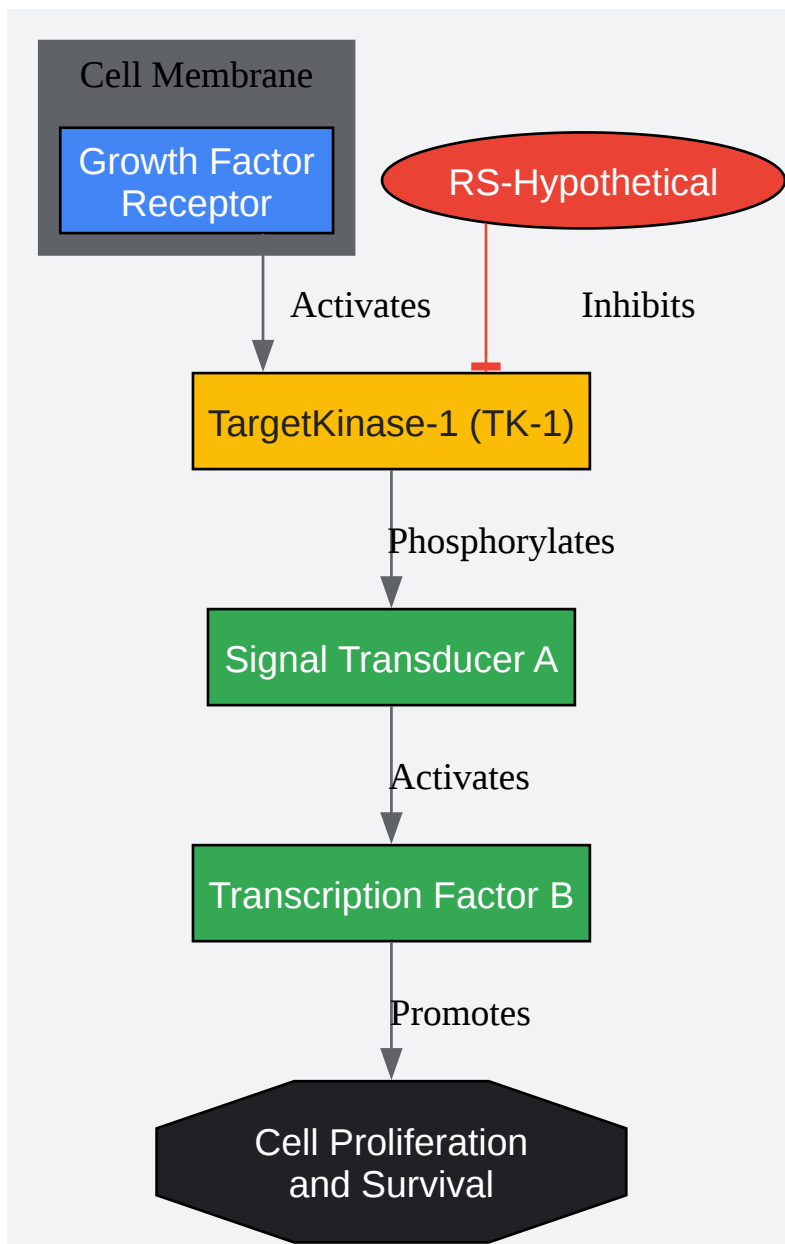 Cell Membrane
Growth Factor
Receptor
RS-Hypothetical
Activates
Inhibits
TargetKinase-1 (TK-1)
Phosphorylates
Signal Transducer A
Activates
Transcription Factor B
Promotes
Cell Proliferation
and Survival